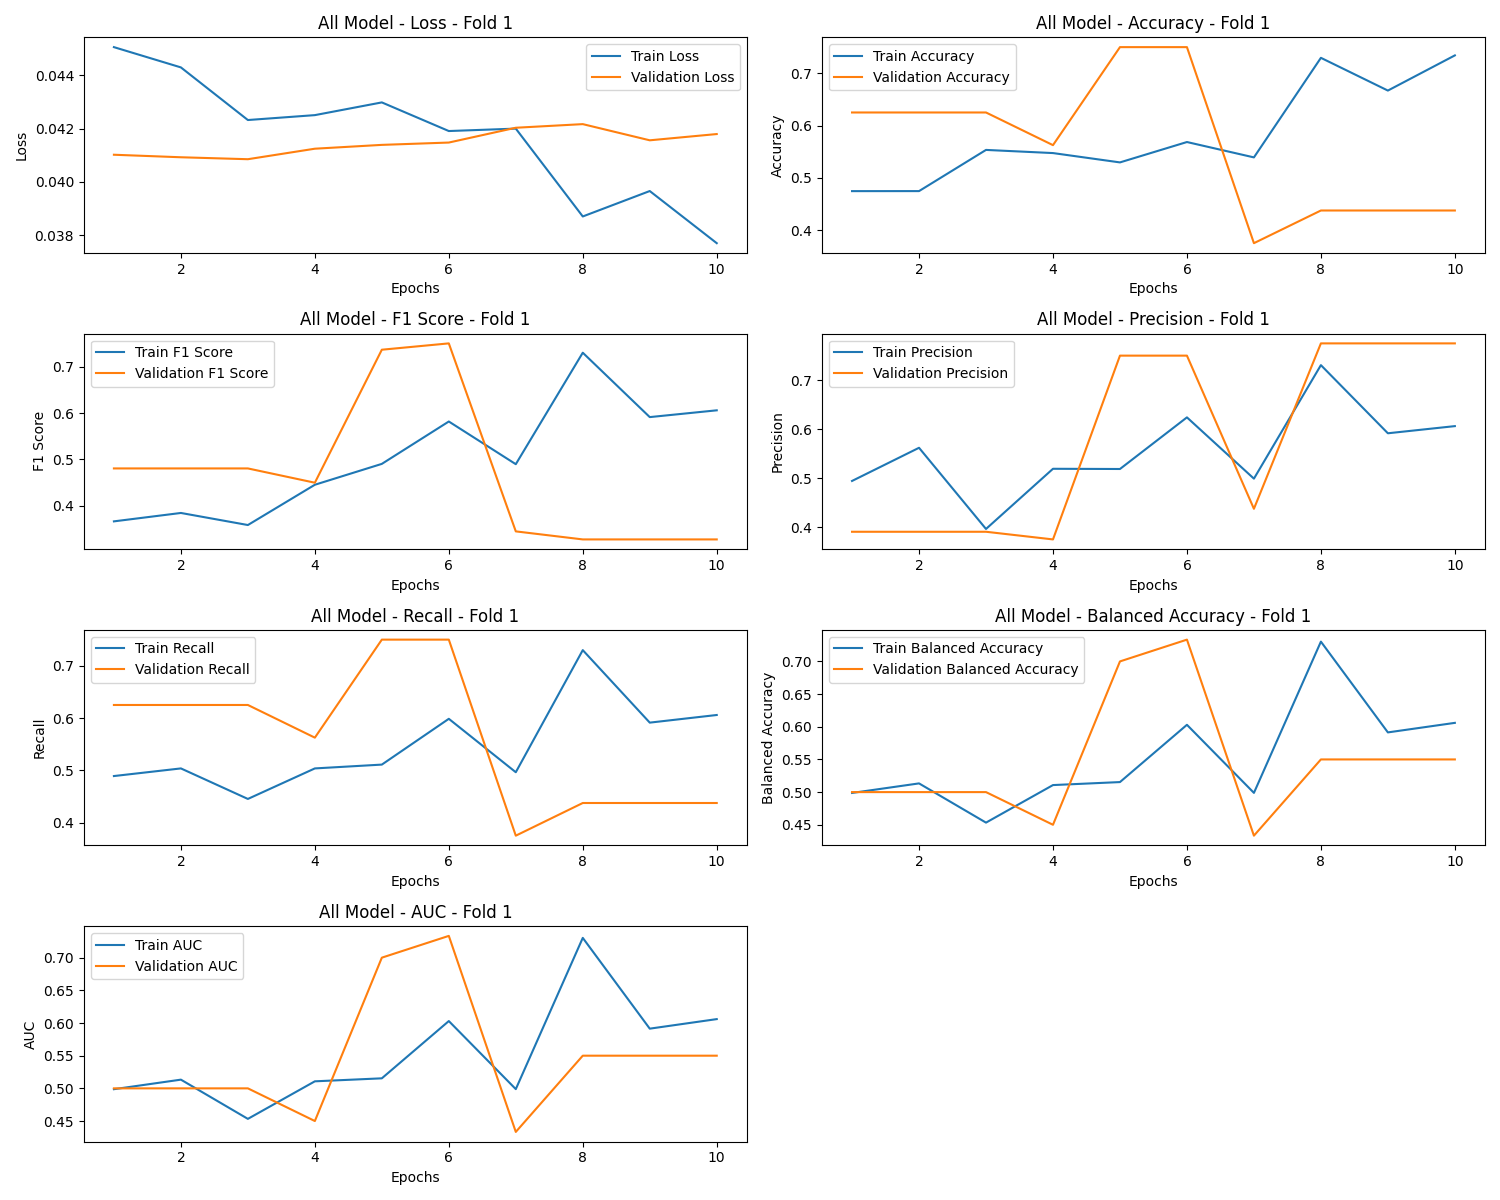 All Model - Loss - Fold 1
Train Loss
Validation Loss
0.044
0.042
0.040
0.038
Loss
2 4 6 8 10
Epochs
All Model - Accuracy - Fold 1
Train Accuracy
Validation Accuracy
0.7
0.6
0.5
0.4
Accuracy
2 4 6 8 10
Epochs
All Model - F1 Score - Fold 1
Train F1 Score
Validation F1 Score
0.7
0.6
0.5
0.4
F1 Score
2 4 6 8 10
Epochs
All Model - Precision - Fold 1
Train Precision
Validation Precision
0.7
0.6
0.5
0.4
Precision
2 4 6 8 10
Epochs
All Model - Recall - Fold 1
Train Recall
Validation Recall
0.7
0.6
0.5
0.4
Recall
2 4 6 8 10
Epochs
All Model - Balanced Accuracy - Fold 1
Train Balanced Accuracy
Validation Balanced Accuracy
0.70
0.65
0.60
0.55
0.50
0.45
Balanced Accuracy
2 4 6 8 10
Epochs
All Model - AUC - Fold 1
Train AUC
Validation AUC
0.70
0.65
0.60
0.55
0.50
0.45
AUC
2 4 6 8 10
Epochs